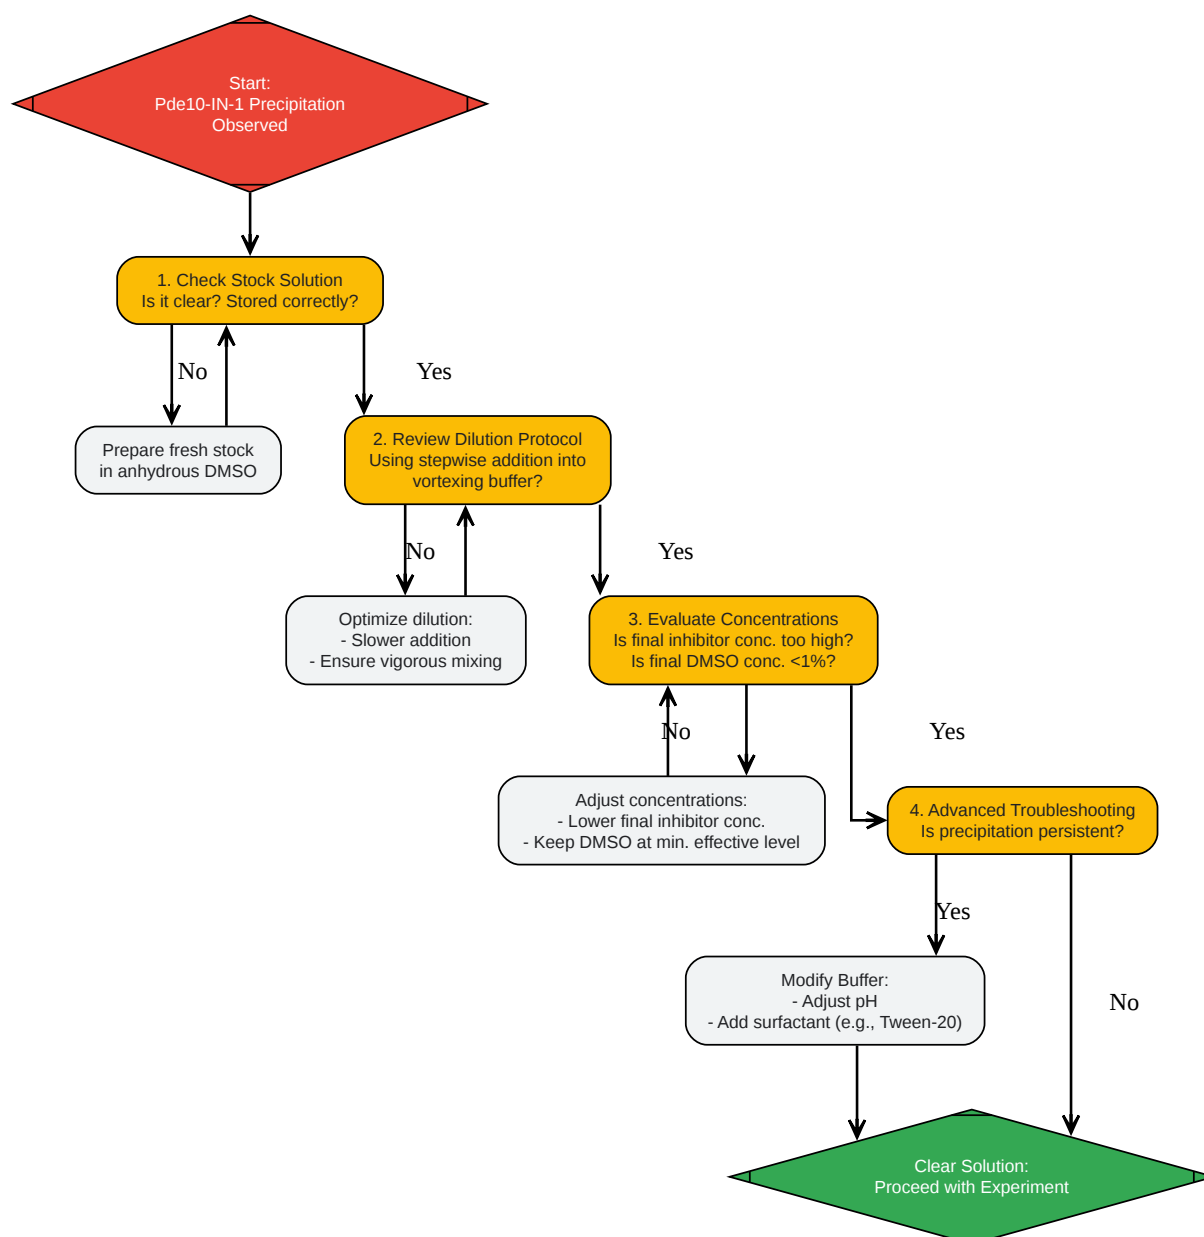 Start:
Pde10-IN-1 Precipitation
Observed
1. Check Stock Solution
Is it clear? Stored correctly?
No
Yes
Prepare fresh stock
in anhydrous DMSO
2. Review Dilution Protocol
Using stepwise addition into
vortexing buffer?
No
Yes
Optimize dilution:
- Slower addition
- Ensure vigorous mixing
3. Evaluate Concentrations
Is final inhibitor conc. too high?
Is final DMSO conc. <1%?
No
Yes
Adjust concentrations:
- Lower final inhibitor conc.
- Keep DMSO at min. effective level
4. Advanced Troubleshooting
Is precipitation persistent?
Yes
No
Modify Buffer:
- Adjust pH
- Add surfactant (e.g., Tween-20)
Clear Solution:
Proceed with Experiment